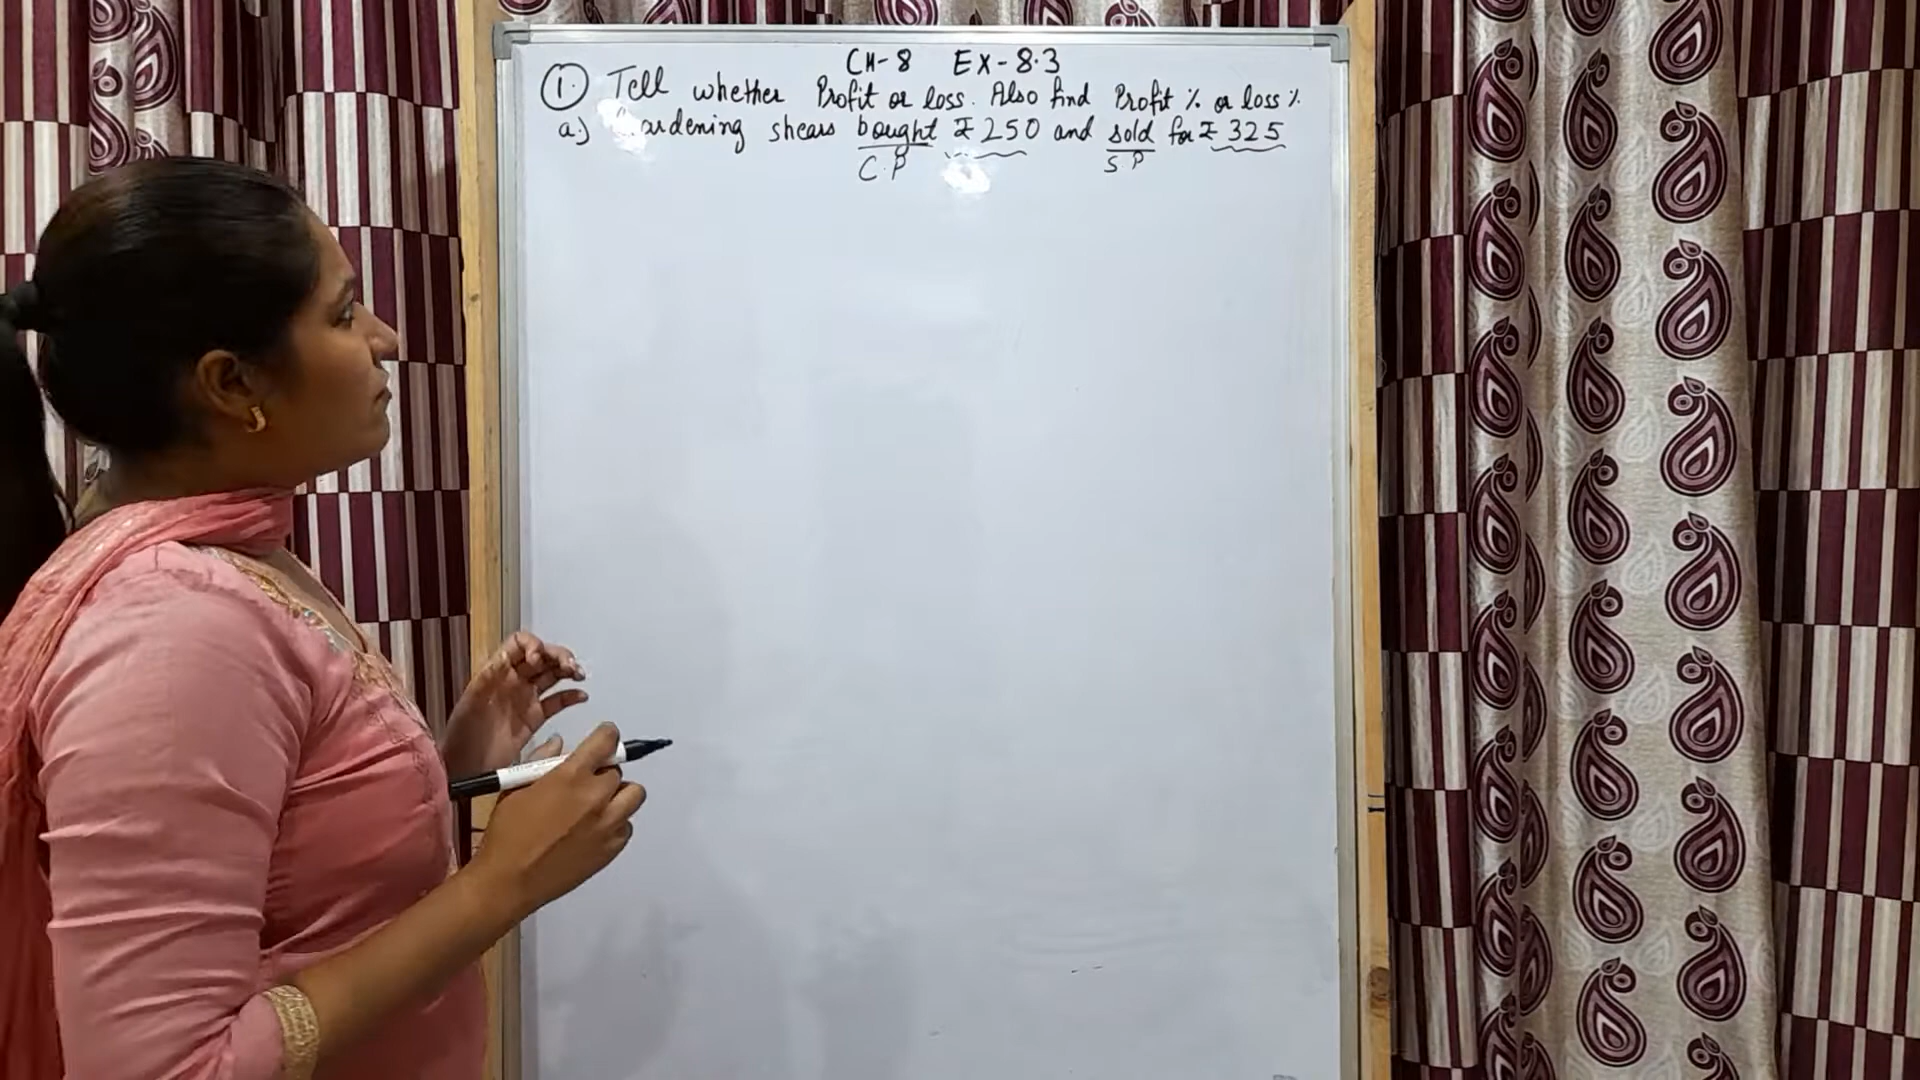 CH-8 EX-8.3
1. Tell whether Profit or loss. Also find Profit % or loss %.
a.) Gardening shears bought ₹ 250 and sold for ₹ 325
C.P S.P